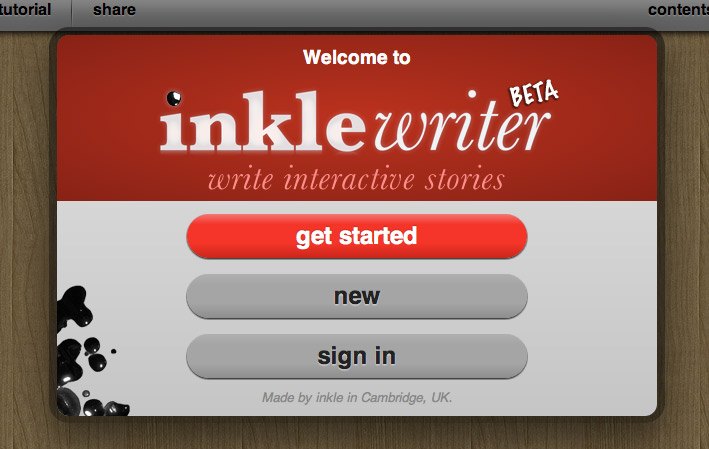 tutorial share contents
Welcome to
inklewriter BETA
write interactive stories
get started
new
sign in
Made by inkle in Cambridge, UK.